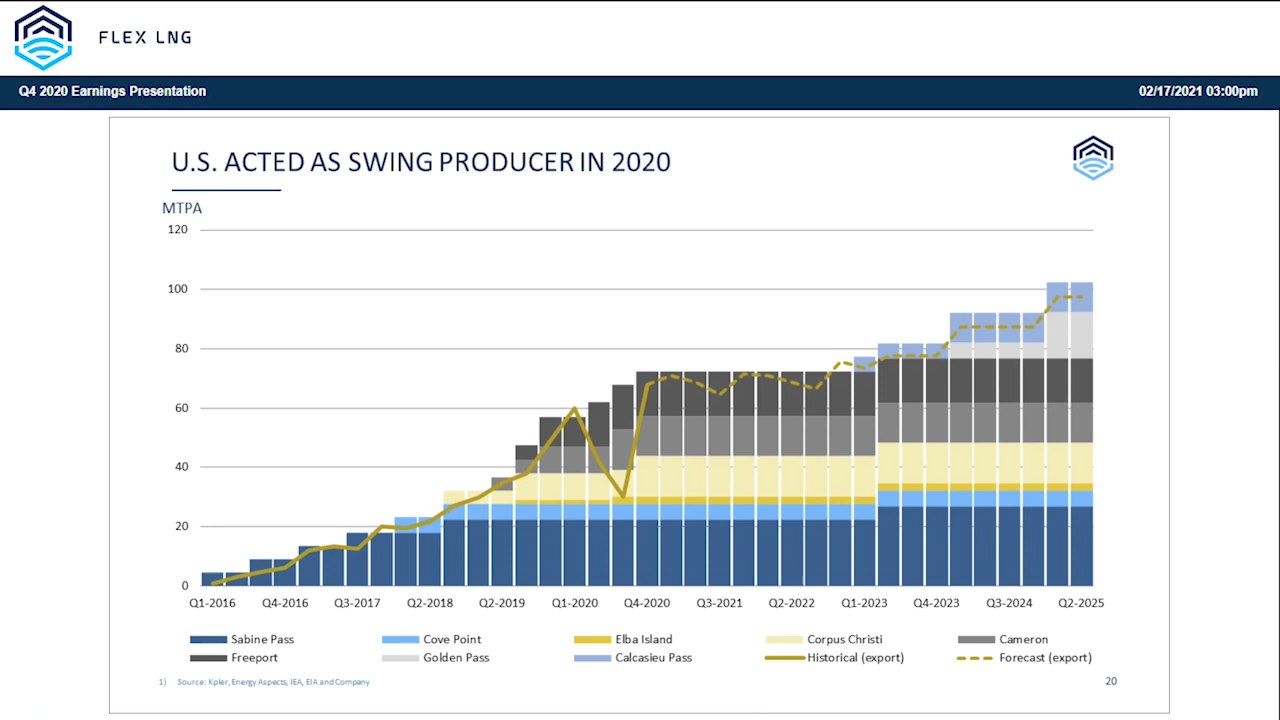 FLEX LNG
Q4 2020 Earnings Presentation 02/17/2021 03:00pm
U.S. ACTED AS SWING PRODUCER IN 2020
MTPA
120
100
80
60
40
20
0
Q1-2016 Q4-2016 Q3-2017 Q2-2018 Q2-2019 Q1-2020 Q4-2020 Q3-2021 Q2-2022 Q1-2023 Q4-2023 Q3-2024 Q2-2025
Sabine Pass Cove Point Elba Island Corpus Christi Cameron
Freeport Golden Pass Calcasieu Pass Historical (export) Forecast (export)
1) Source: Kpler, Energy Aspects, IEA, EIA and Company
20